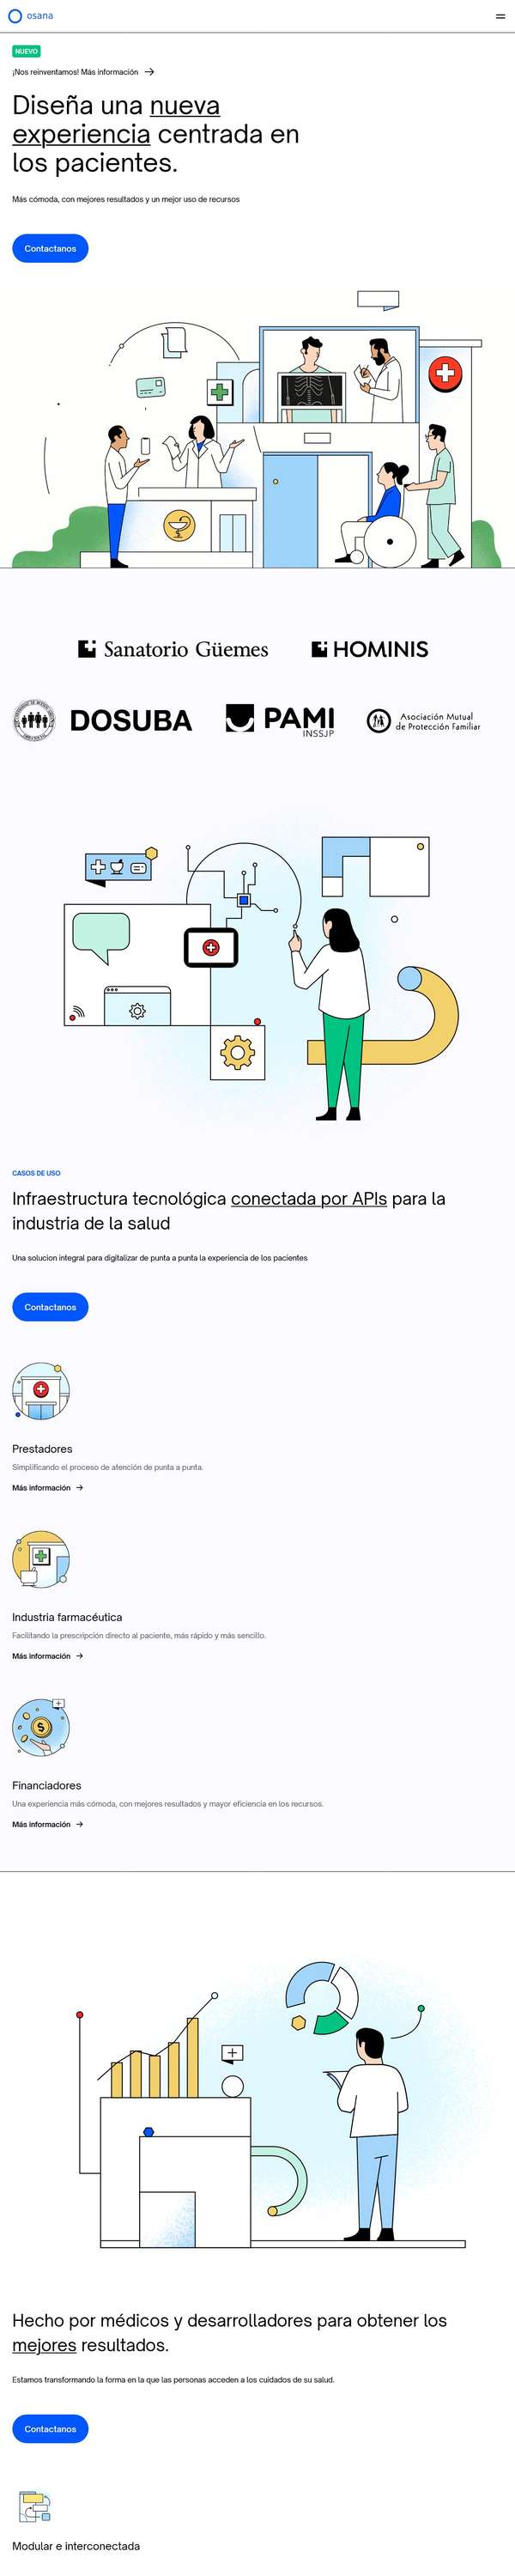 osana
NUEVO
¡Nos reinventamos! Más información
Diseña una nueva
experiencia centrada en
los pacientes.
Más cómoda, con mejores resultados y un mejor uso de recursos
Contactanos
Sanatorio Güemes
HOMINIS
DOSUBA
PAMI
INSSJP
Asociación Mutual
de Protección Familiar
CASOS DE USO
Infraestructura tecnológica conectada por APIs para la
industria de la salud
Una solucion integral para digitalizar de punta a punta la experiencia de los pacientes
Contactanos
Prestadores
Simplificando el proceso de atención de punta a punta.
Más información
Industria farmacéutica
Facilitando la prescripción directo al paciente, más rápido y más sencillo.
Más información
$
Financiadores
Una experiencia más cómoda, con mejores resultados y mayor eficiencia en los recursos.
Más información
Hecho por médicos y desarrolladores para obtener los
mejores resultados.
Estamos transformando la forma en la que las personas acceden a los cuidados de su salud.
Contactanos
Modular e interconectada